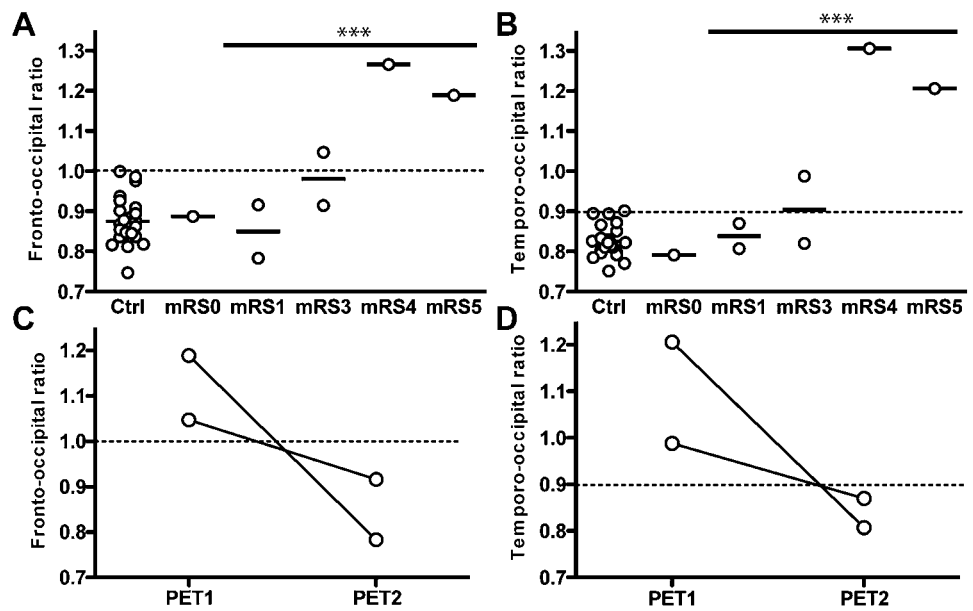 A
***
Fronto-occipital ratio
1.3
1.2
1.1
1.0
0.9
0.8
0.7
Ctrl mRS0 mRS1 mRS3 mRS4 mRS5
B
***
Temporo-occipital ratio
1.3
1.2
1.1
1.0
0.9
0.8
0.7
Ctrl mRS0 mRS1 mRS3 mRS4 mRS5
C
Fronto-occipital ratio
1.2
1.1
1.0
0.9
0.8
0.7
PET1 PET2
D
Temporo-occipital ratio
1.2
1.1
1.0
0.9
0.8
0.7
PET1 PET2